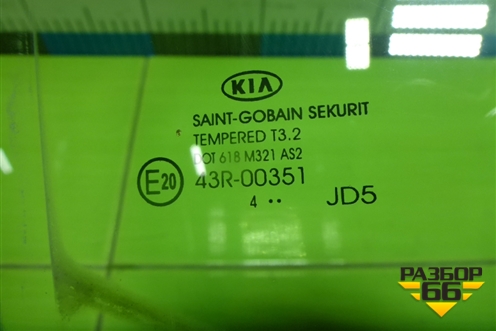 KIA
SAINT-GOBAIN SEKURIT
TEMPERED T3.2
DOT 618 M321 AS2
E20 43R-00351
4 •• JD5
РАЗБОР
66